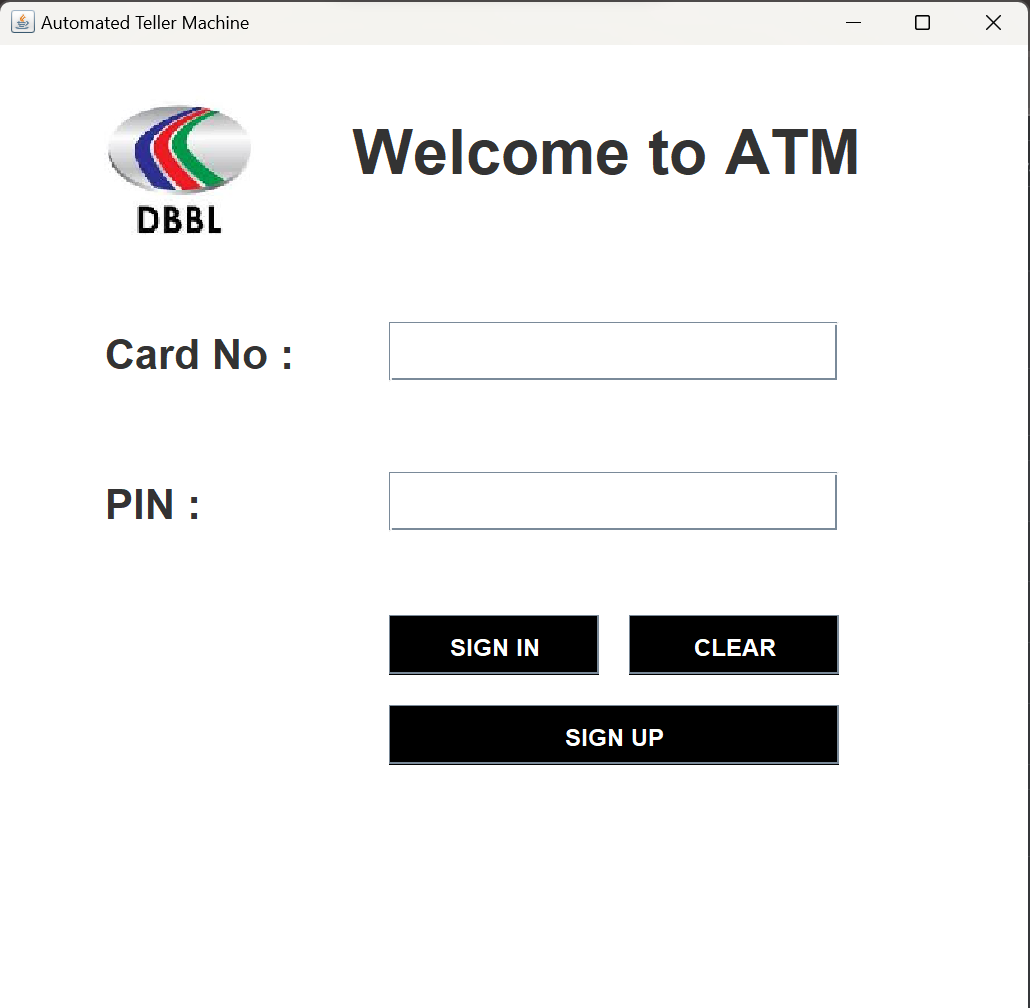 Automated Teller Machine
Welcome to ATM
DBBL
Card No :
PIN :
SIGN IN
CLEAR
SIGN UP